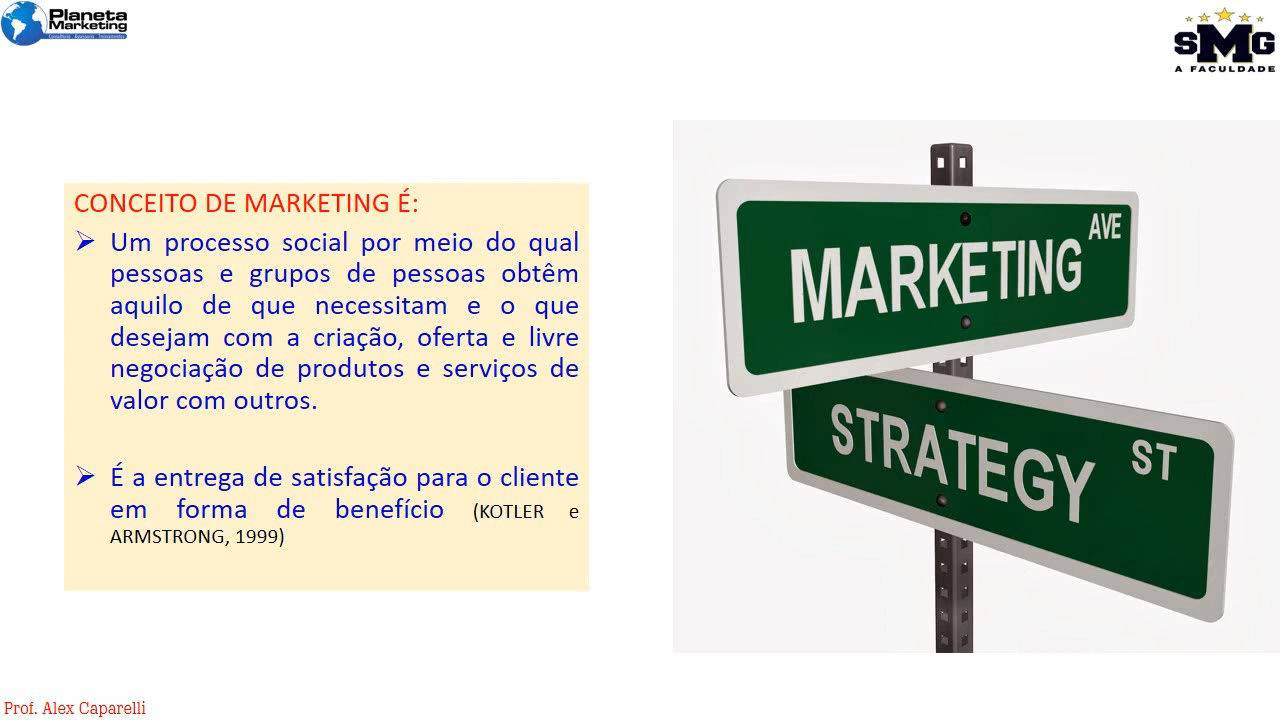 Planeta
Marketing
SMG
A FACULDADE
CONCEITO DE MARKETING É:
Um processo social por meio do qual
pessoas e grupos de pessoas obtêm
aquilo de que necessitam e o que
desejam com a criação, oferta e livre
negociação de produtos e serviços de
valor com outros.
É a entrega de satisfação para o cliente
em forma de benefício (KOTLER e
ARMSTRONG, 1999)
MARKETING AVE
STRATEGY ST
Prof. Alex Caparelli